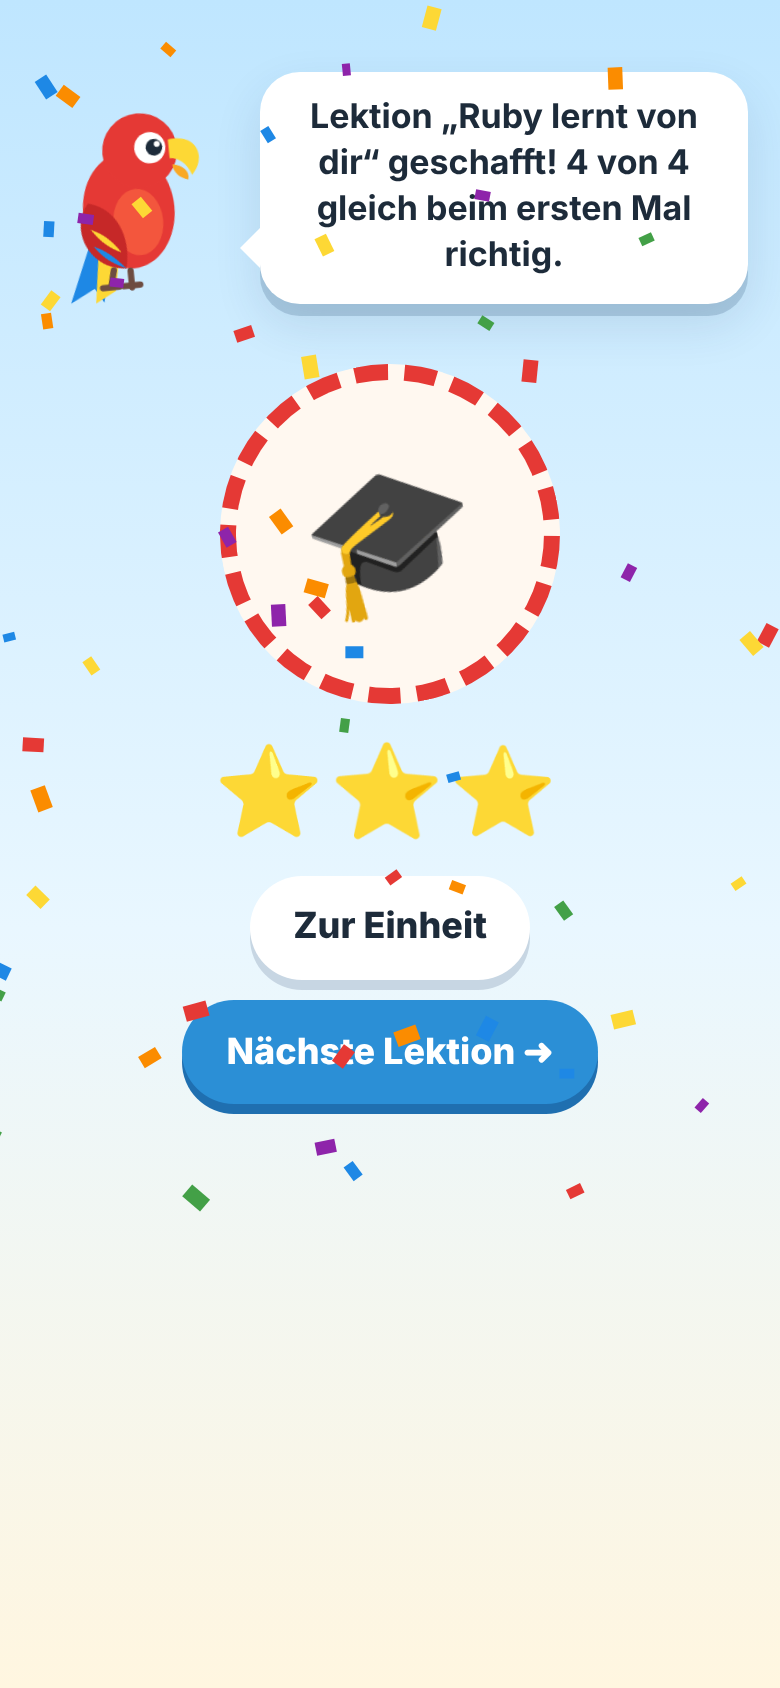 Lektion „Ruby lernt von
dir“ geschafft! 4 von 4
gleich beim ersten Mal
richtig.
Zur Einheit
Nächste Lektion ➜